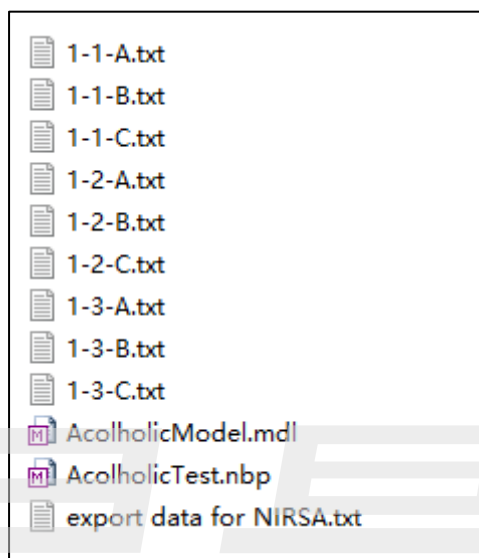 1-1-A.txt
1-1-B.txt
1-1-C.txt
1-2-A.txt
1-2-B.txt
1-2-C.txt
1-3-A.txt
1-3-B.txt
1-3-C.txt
AcolholicModel.mdl
AcolholicTest.nbp
export data for NIRSA.txt